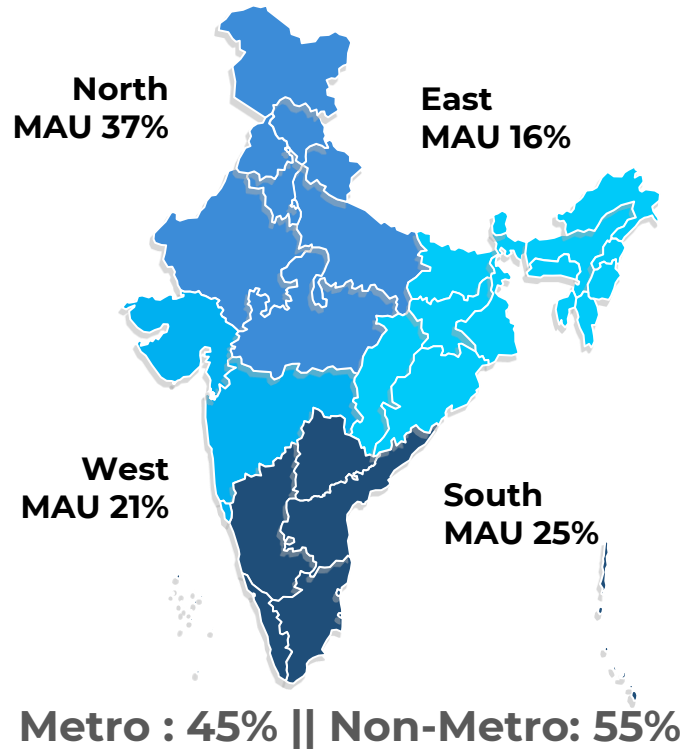 North
MAU 37%
East
MAU 16%
West
MAU 21%
South
MAU 25%
Metro : 45% || Non-Metro: 55%